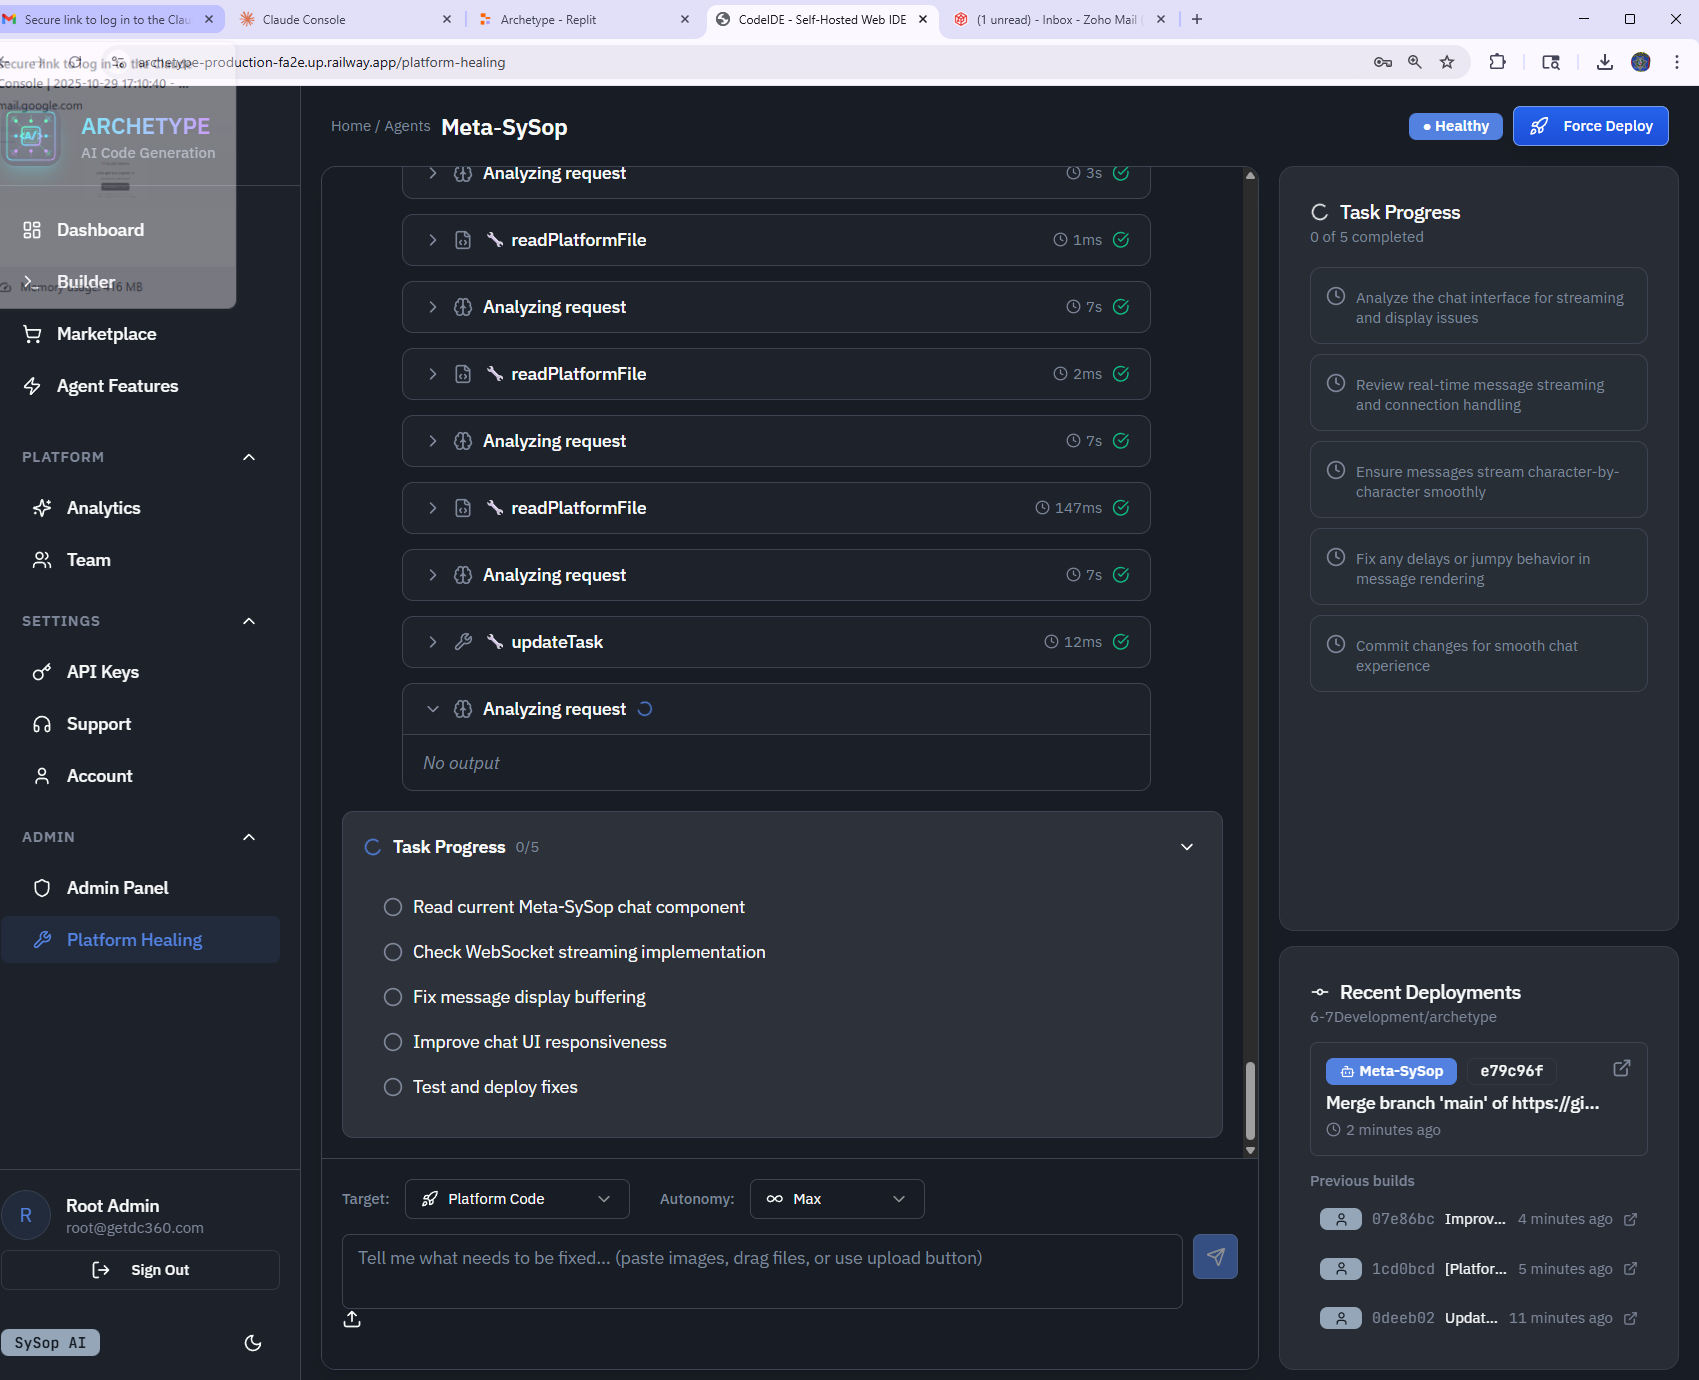 Secure link to log in to the Clau
Claude Console
Archetype - Replit
CodeIDE - Self-Hosted Web IDE
(1 unread) - Inbox - Zoho Mail (
archetype-production-fa2e.up.railway.app/platform-healing
Secure link to log in to the Claude
Console | 2025-10-29 17:10:40 - ...
mail.google.com
ARCHETYPE
AI Code Generation
Dashboard
Builder
Memory usage: 416 MB
Marketplace
Agent Features
PLATFORM
Analytics
Team
SETTINGS
API Keys
Support
Account
ADMIN
Admin Panel
Platform Healing
R
Root Admin
root@getdc360.com
Sign Out
SySop AI
Home / Agents Meta-SySop
Healthy
Force Deploy
Analyzing request 3s
readPlatformFile 1ms
Analyzing request 7s
readPlatformFile 2ms
Analyzing request 7s
readPlatformFile 147ms
Analyzing request 7s
updateTask 12ms
Analyzing request
No output
Task Progress 0/5
Read current Meta-SySop chat component
Check WebSocket streaming implementation
Fix message display buffering
Improve chat UI responsiveness
Test and deploy fixes
Target: Platform Code Autonomy: Max
Tell me what needs to be fixed... (paste images, drag files, or use upload button)
Task Progress
0 of 5 completed
Analyze the chat interface for streaming
and display issues
Review real-time message streaming
and connection handling
Ensure messages stream character-by-
character smoothly
Fix any delays or jumpy behavior in
message rendering
Commit changes for smooth chat
experience
Recent Deployments
6-7Development/archetype
Meta-SySop e79c96f
Merge branch 'main' of https://gi...
2 minutes ago
Previous builds
07e86bc Improv... 4 minutes ago
1cd0bcd [Platfor... 5 minutes ago
0deeb02 Updat... 11 minutes ago